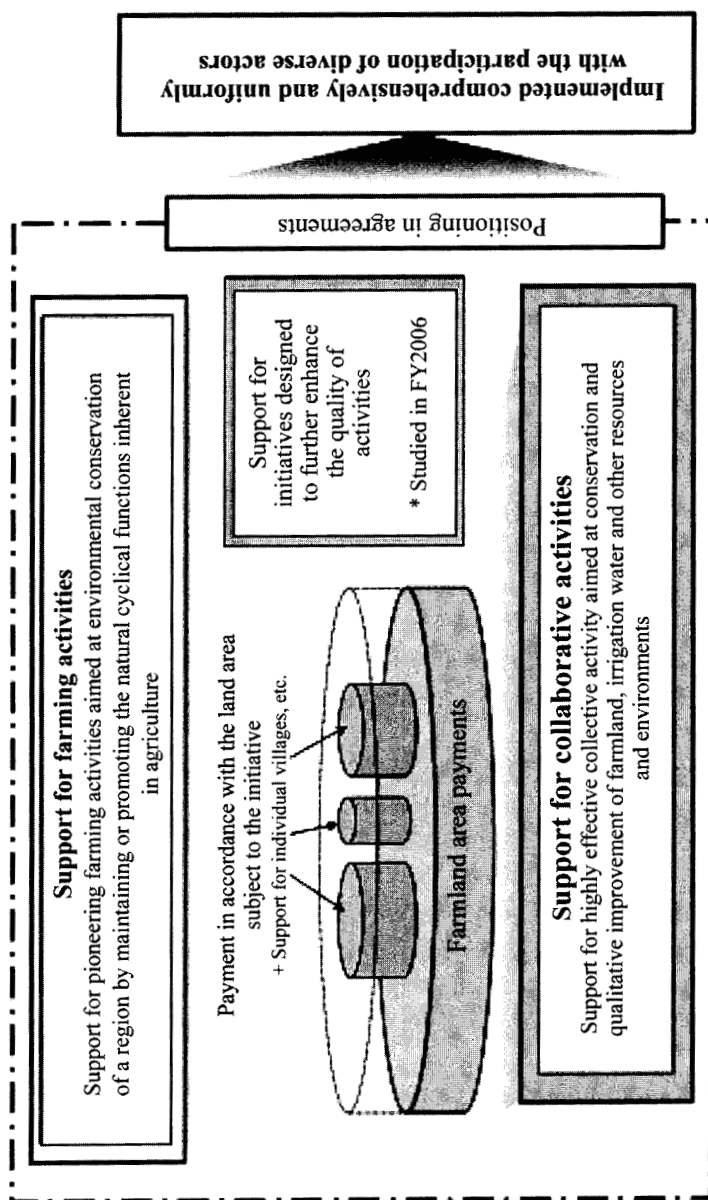 Support for farming activities
Support for pioneering farming activities aimed at environmental conservation
of a region by maintaining or promoting the natural cyclical functions inherent
in agriculture
Payment in accordance with the land area
subject to the initiative
+ Support for individual villages, etc.
Farmland area payments
Support for
initiatives designed
to further enhance
the quality of
activities
* Studied in FY2006
Support for collaborative activities
Support for highly effective collective activity aimed at conservation and
qualitative improvement of farmland, irrigation water and other resources
and environments
Positioning in agreements
Implemented comprehensively and uniformly
with the participation of diverse actors